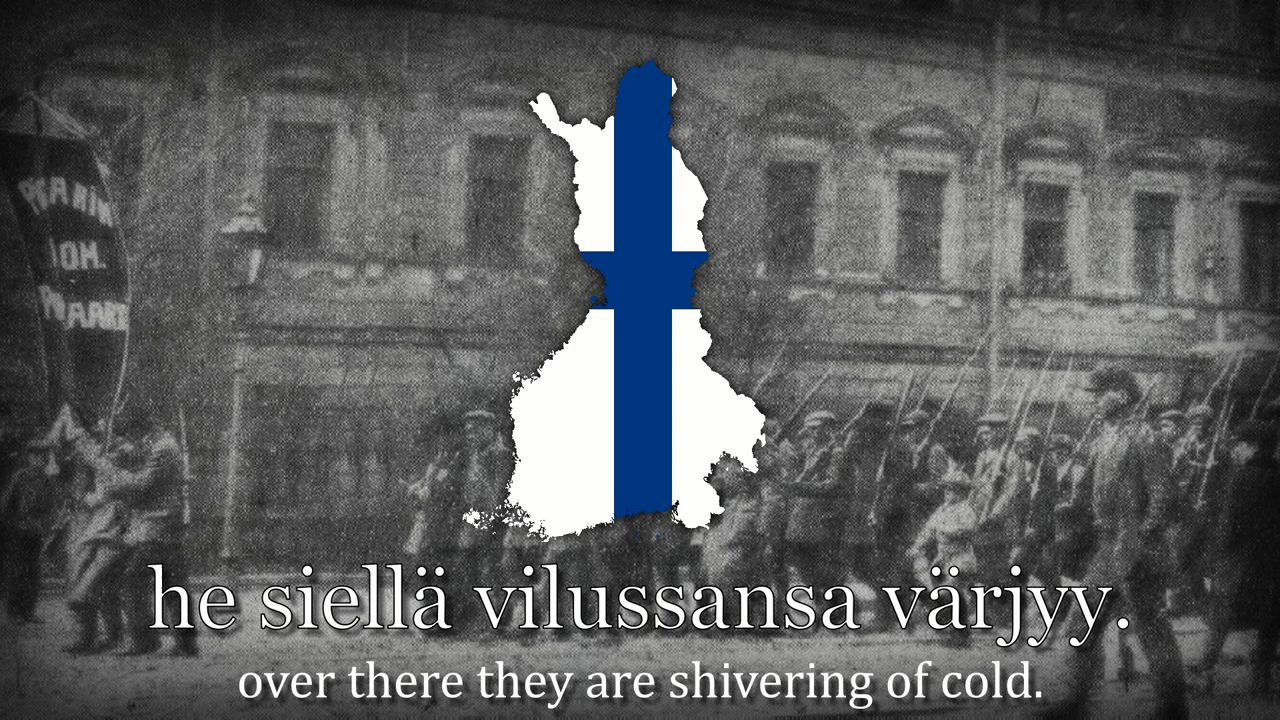 he siellä vilussansa värjyy.
over there they are shivering of cold.